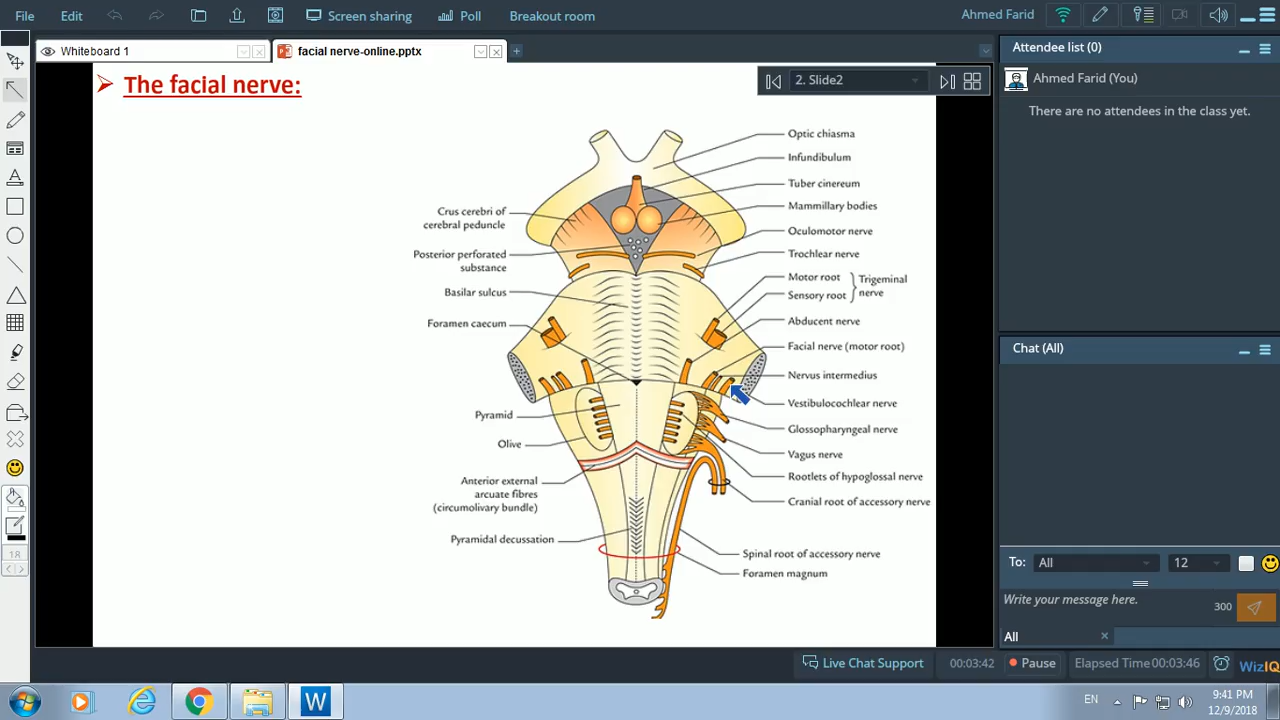 File Edit Screen sharing Poll Breakout room Ahmed Farid
Whiteboard 1
facial nerve-online.pptx
Attendee list (0)
Ahmed Farid (You)
There are no attendees in the class yet.
2. Slide2
The facial nerve:
Optic chiasma
Infundibulum
Tuber cinereum
Mammillary bodies
Oculomotor nerve
Trochlear nerve
Motor root
Sensory root
Trigeminal
nerve
Abducent nerve
Facial nerve (motor root)
Nervus intermedius
Vestibulocochlear nerve
Glossopharyngeal nerve
Vagus nerve
Rootlets of hypoglossal nerve
Cranial root of accessory nerve
Spinal root of accessory nerve
Foramen magnum
Crus cerebri of
cerebral peduncle
Posterior perforated
substance
Basilar sulcus
Foramen caecum
Pyramid
Olive
Anterior external
arcuate fibres
(circumolivary bundle)
Pyramidal decussation
Chat (All)
To: All 12
Write your message here. 300
All
18
Live Chat Support 00:03:42 Pause Elapsed Time 00:03:46 WizIQ
EN 9:41 PM
12/9/2018